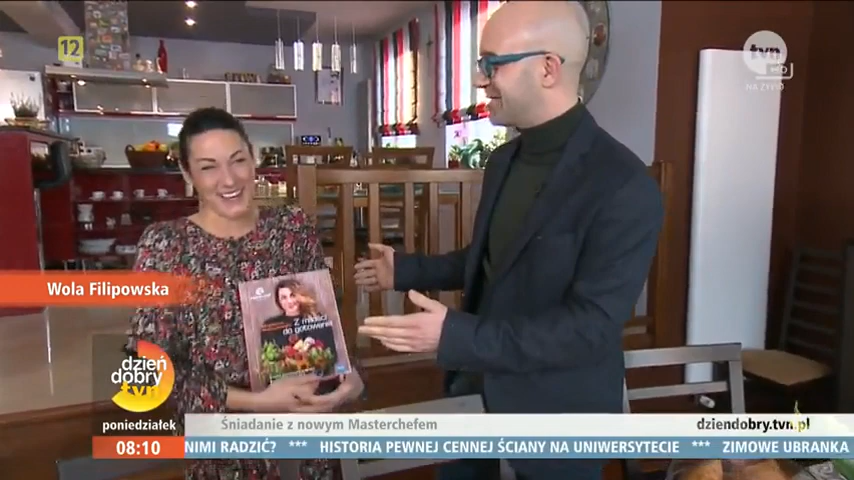 12
tvn HD
NA ŻYWO
Wola Filipowska
Z miłości
do gotowania
dzień
dobry
tvn
poniedziałek
08:10
Śniadanie z nowym Masterchefem
dziendobry.tvn.pl
NIMI RADZIĆ? *** HISTORIA PEWNEJ CENNEJ ŚCIANY NA UNIWERSYTECIE *** ZIMOWE UBRANKA